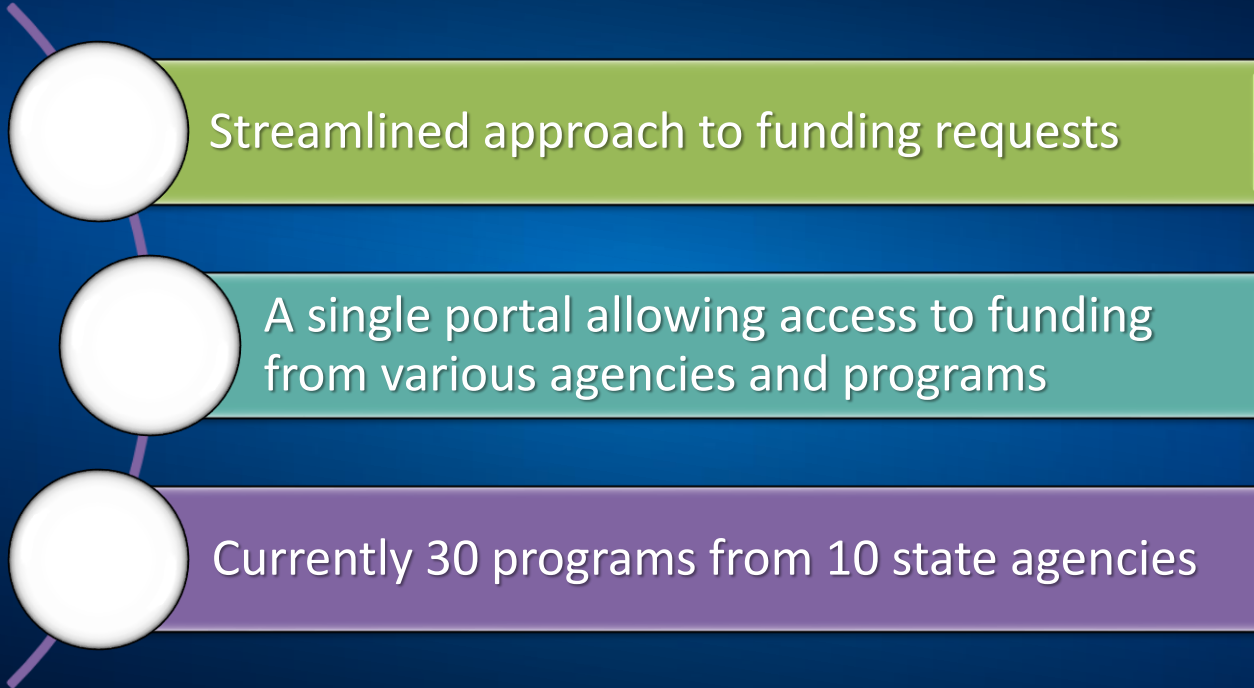 Streamlined approach to funding requests
A single portal allowing access to funding
from various agencies and programs
Currently 30 programs from 10 state agencies